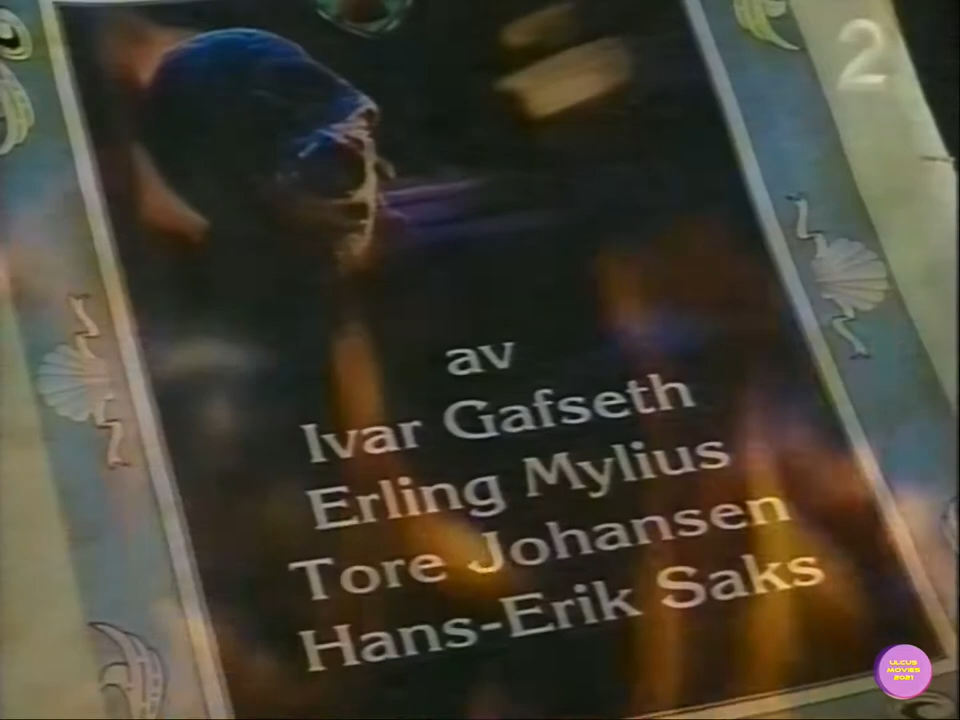 2
av
Ivar Gafseth
Erling Mylius
Tore Johansen
Hans-Erik Saks
ULCUS
MOVIES
2021